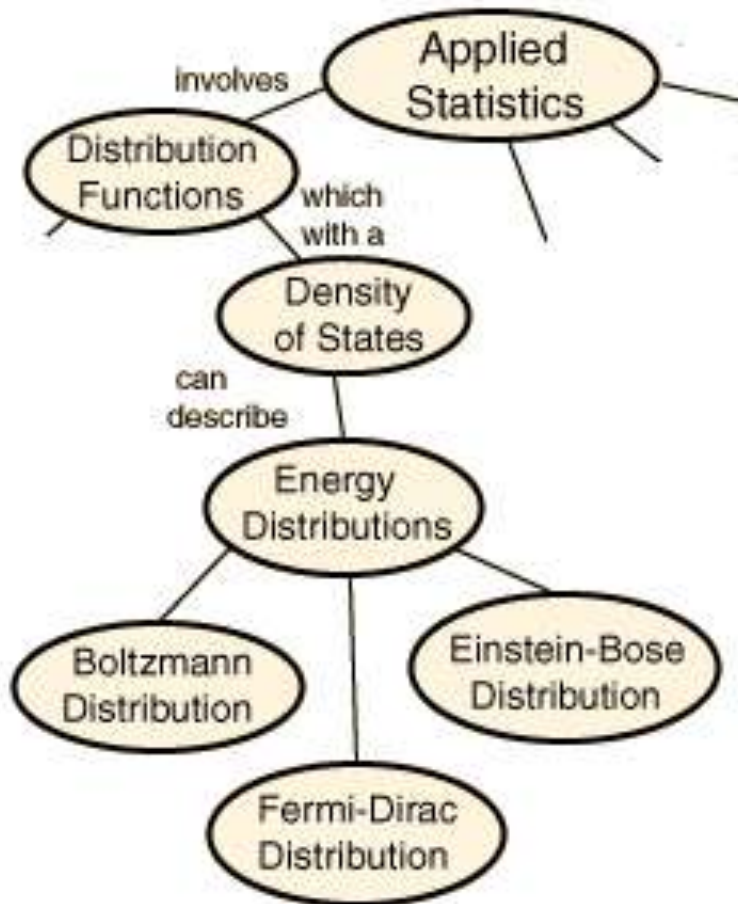 Applied
Statistics
involves
Distribution
Functions
which
with a
Density
of States
can
describe
Energy
Distributions
Boltzmann
Distribution
Einstein-Bose
Distribution
Fermi-Dirac
Distribution